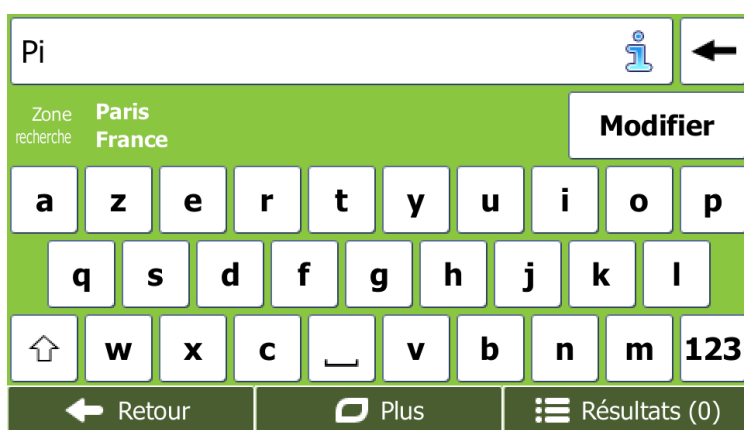 Pi
Zone recherche
Paris
France
Modifier
a z e r t y u i o p
q s d f g h j k l
w x c v b n m 123
Retour Plus Résultats (0)